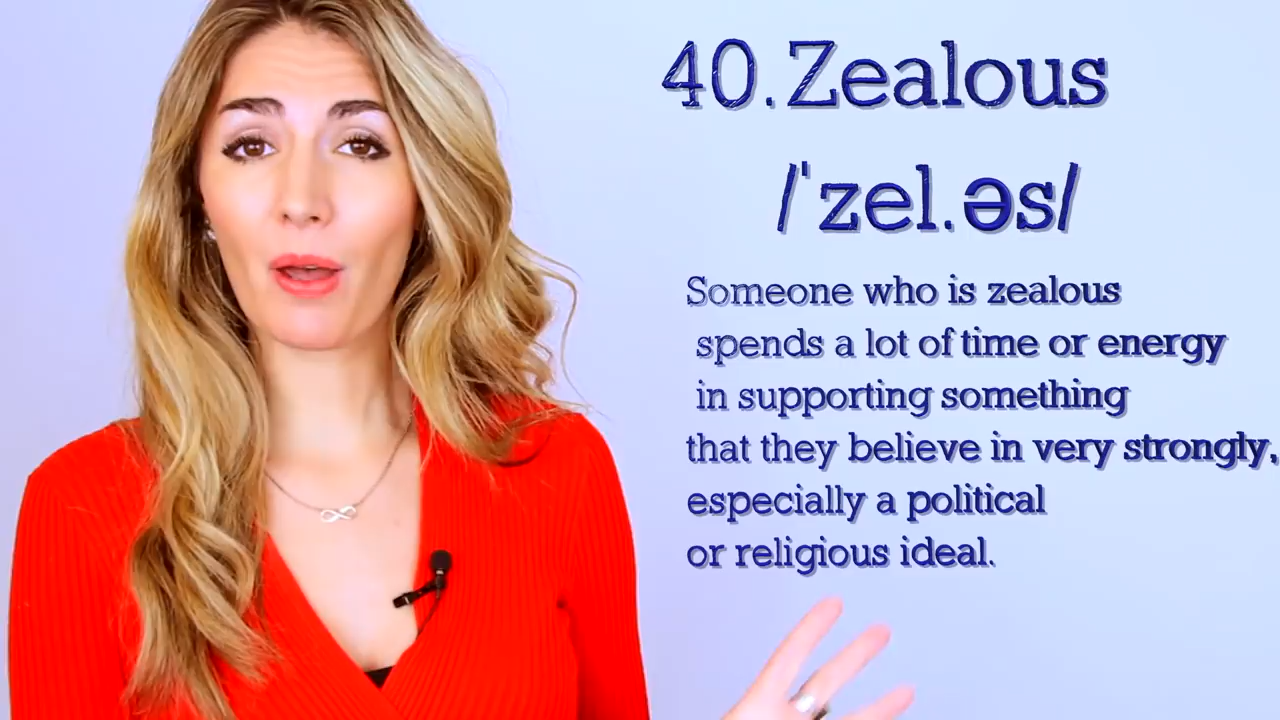 40. Zealous
/ˈzel.əs/
Someone who is zealous
spends a lot of time or energy
in supporting something
that they believe in very strongly,
especially a political
or religious ideal.